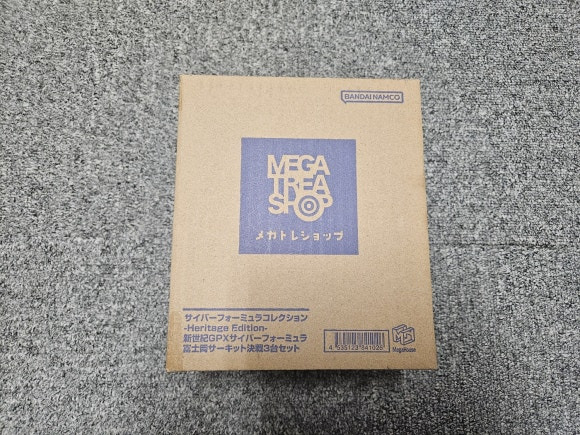 BANDAI NAMCO
MEGA
TREA
SHOP
メガトレショップ
サイバーフォーミュラコレクション
-Heritage Edition-
新世紀GPXサイバーフォーミュラ
富士岡サーキット決戦3台セット
4 535123 841026
MegaHouse